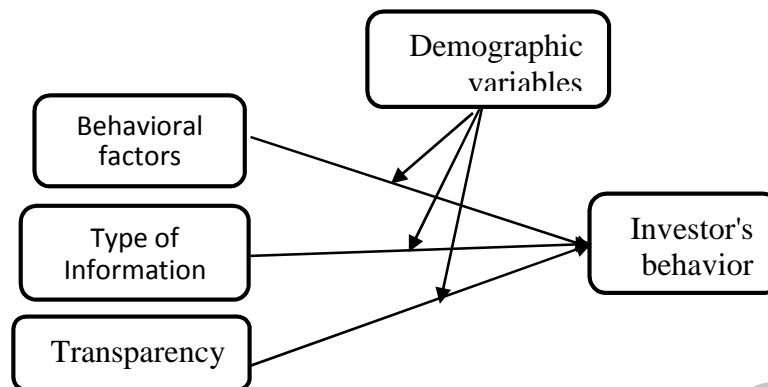 Demographic
variables
Behavioral
factors
Type of
Information
Investor's
behavior
Transparency